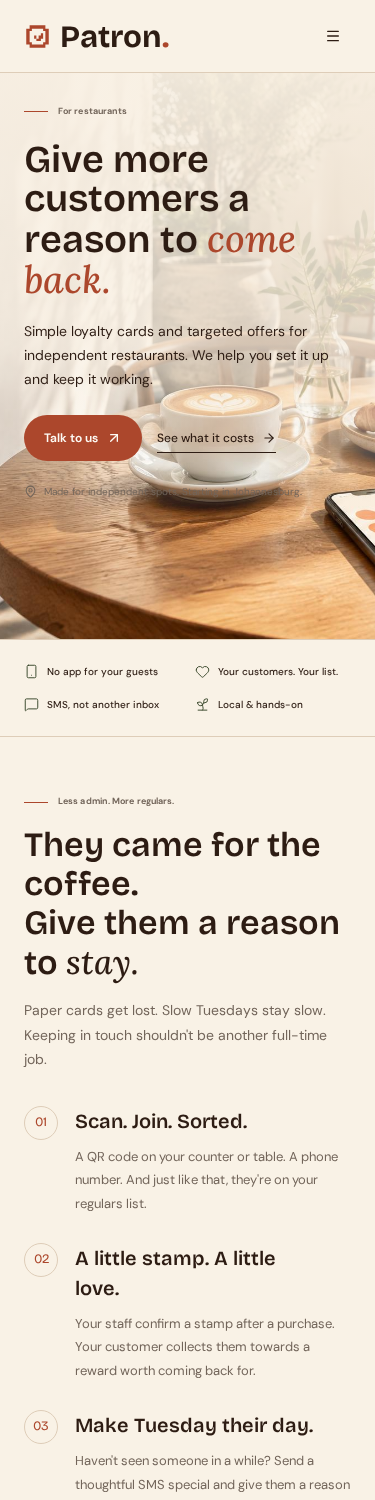 Patron.
For restaurants
Give more
customers a
reason to come
back.
Simple loyalty cards and targeted offers for
independent restaurants. We help you set it up
and keep it working.
Talk to us
See what it costs
Made for independent
No app for your guests
Your customers. Your list.
SMS, not another inbox
Local & hands-on
Less admin. More regulars.
They came for the
coffee.
Give them a reason
to stay.
Paper cards get lost. Slow Tuesdays stay slow.
Keeping in touch shouldn't be another full-time
job.
01
Scan. Join. Sorted.
A QR code on your counter or table. A phone
number. And just like that, they're on your
regulars list.
02
A little stamp. A little
love.
Your staff confirm a stamp after a purchase.
Your customer collects them towards a
reward worth coming back for.
03
Make Tuesday their day.
Haven't seen someone in a while? Send a
thoughtful SMS special and give them a reason